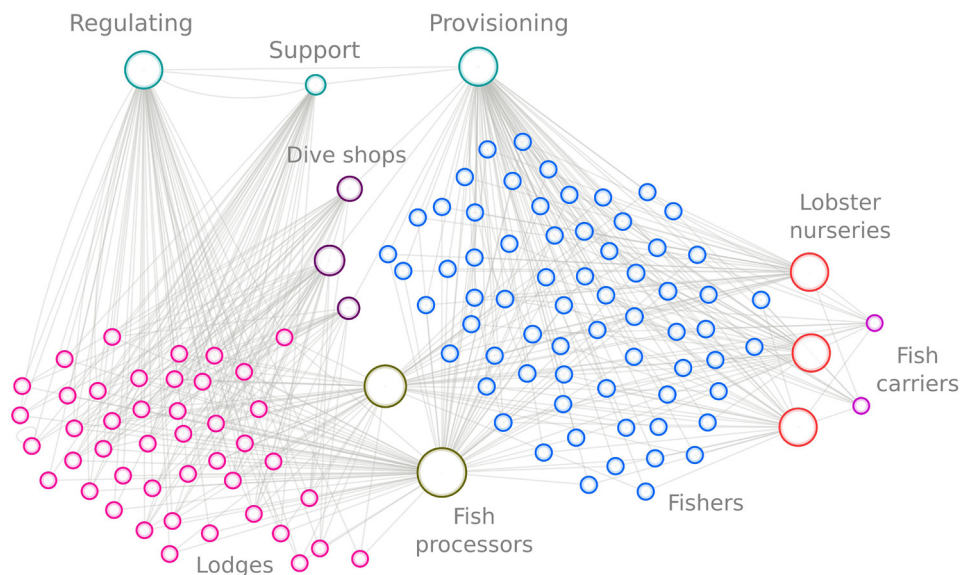 Regulating
Support
Provisioning
Dive shops
Lobster
nurseries
Fish
carriers
Fishers
Fish
processors
Lodges